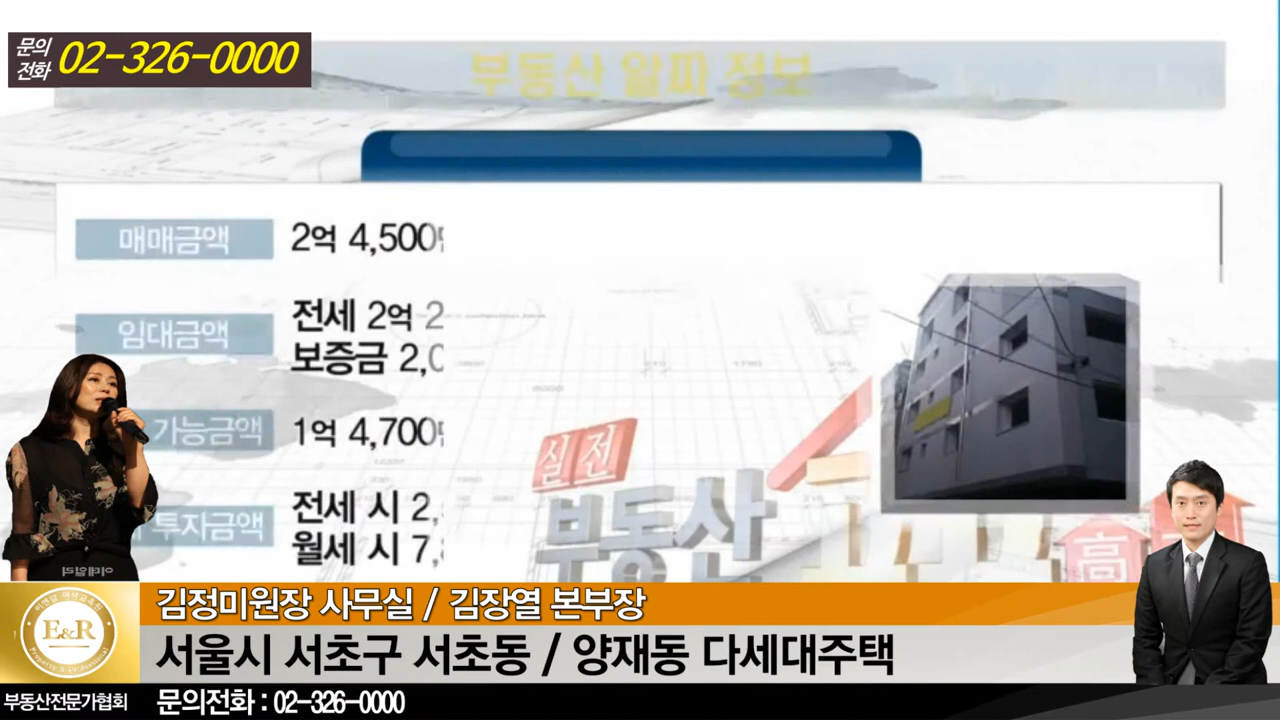 문의
전화 02-326-0000
부동산 알짜 정보
매매금액 2억 4,500
임대금액 전세 2억 2
보증금 2,0
가능금액 1억 4,700
투자금액 전세 시 2,
월세 시 7,
실전
부동산
김정미원장 사무실 / 김장열 본부장
서울시 서초구 서초동 / 양재동 다세대주택
E&R
부동산전문가협회 문의전화 : 02-326-0000